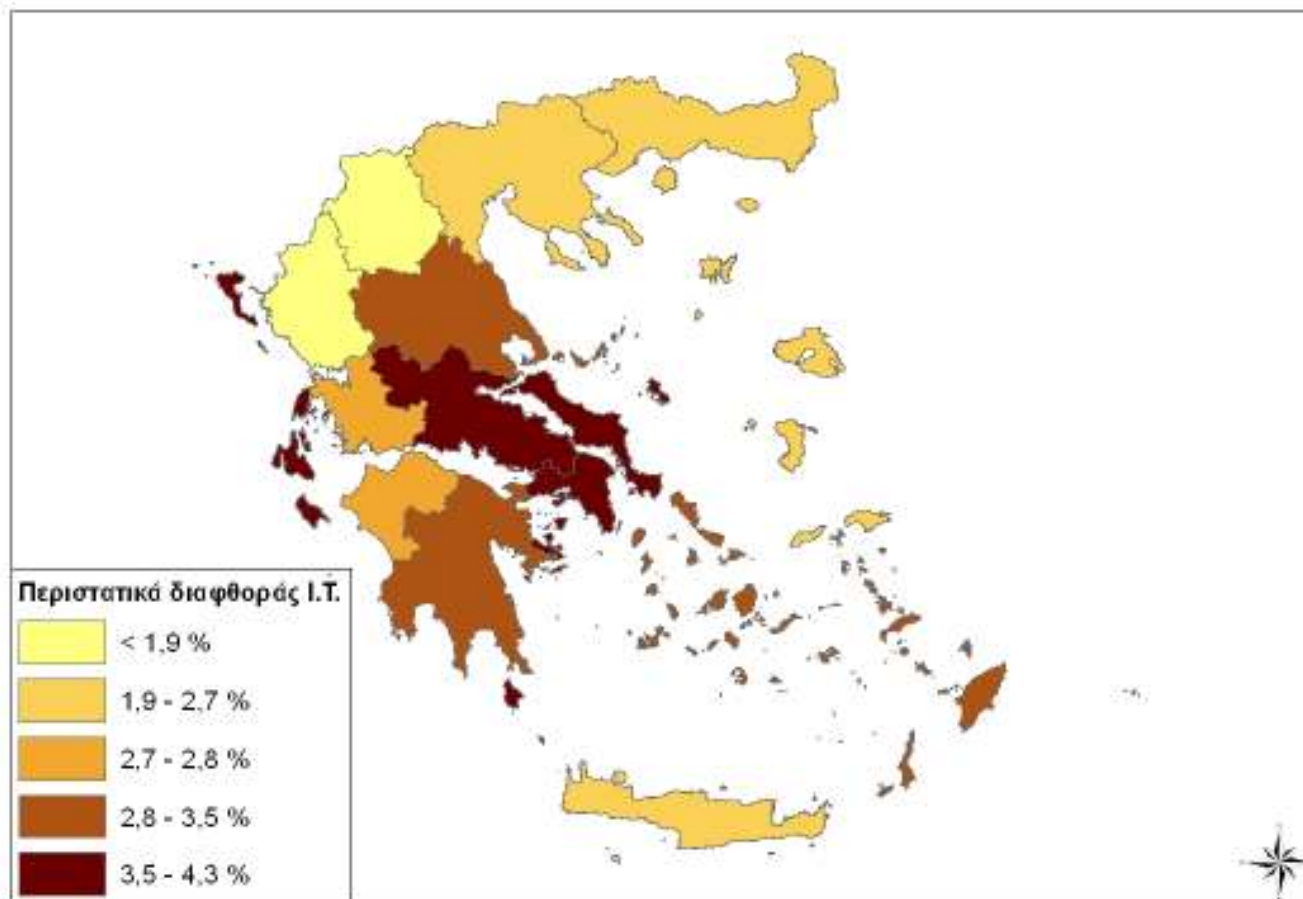 Περιστατικά διαφθοράς Ι.Τ.
< 1.9 %
1,9 - 2,7 %
2,7 - 2,8 %
2,8 - 3,5 %
3,5 - 4,3 %